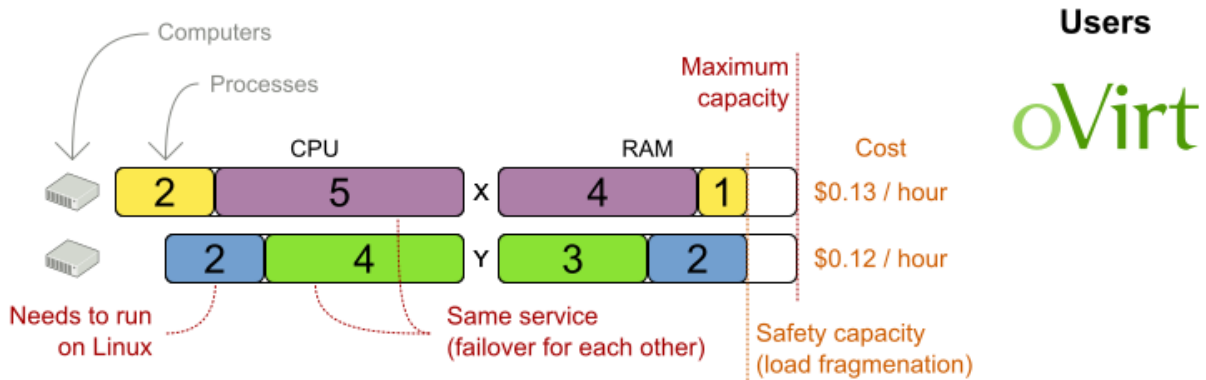 Computers
Processes
Users
oVirt
Maximum
capacity
CPU
RAM
Cost
2 5 X 4 1 $0.13 / hour
2 4 Y 3 2 $0.12 / hour
Needs to run
on Linux
Same service
(failover for each other)
Safety capacity
(load fragmenation)